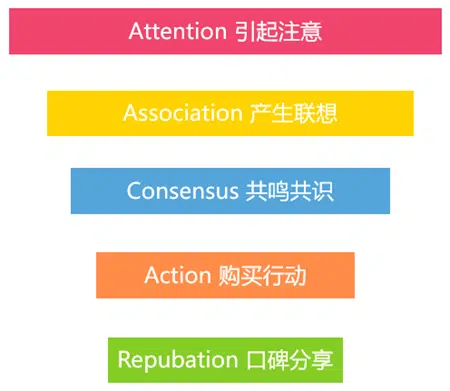 Attention 引起注意
Association 产生联想
Consensus 共鸣共识
Action 购买行动
Repubation 口碑分享